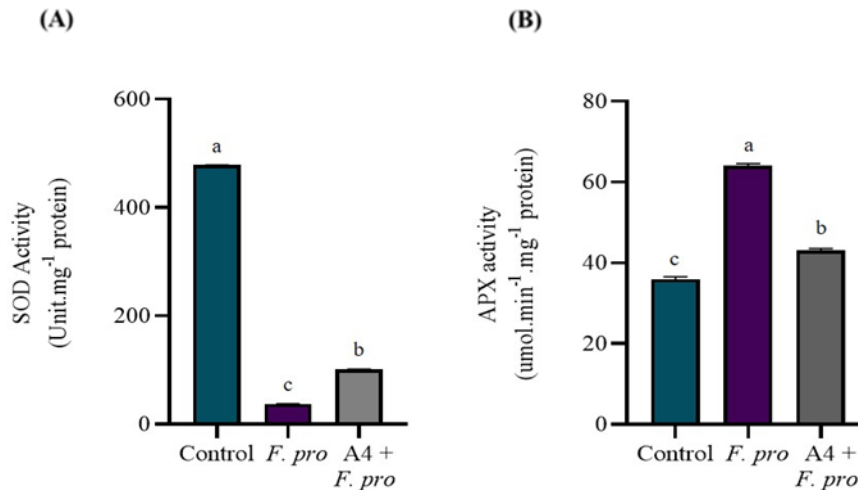 (A)
SOD Activity
(Unit.mg⁻¹ protein)
600
400
200
0
a
c
b
Control
F. pro
A4 +
F. pro
(B)
APX activity
(umol.min⁻¹.mg⁻¹ protein)
80
60
40
20
0
c
a
b
Control
F. pro
A4 +
F. pro